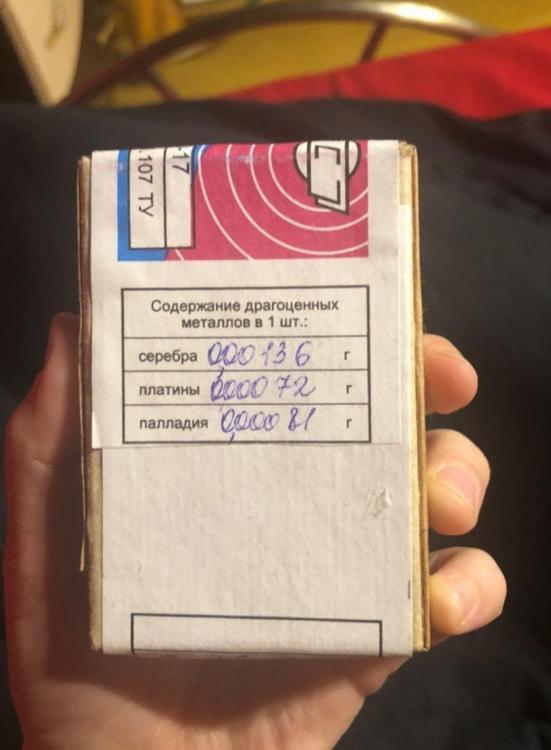 .17
.107 ТУ
Содержание драгоценных
металлов в 1 шт.:
серебра 0,00136 г
платины 0,00072 г
палладия 0,00081 г